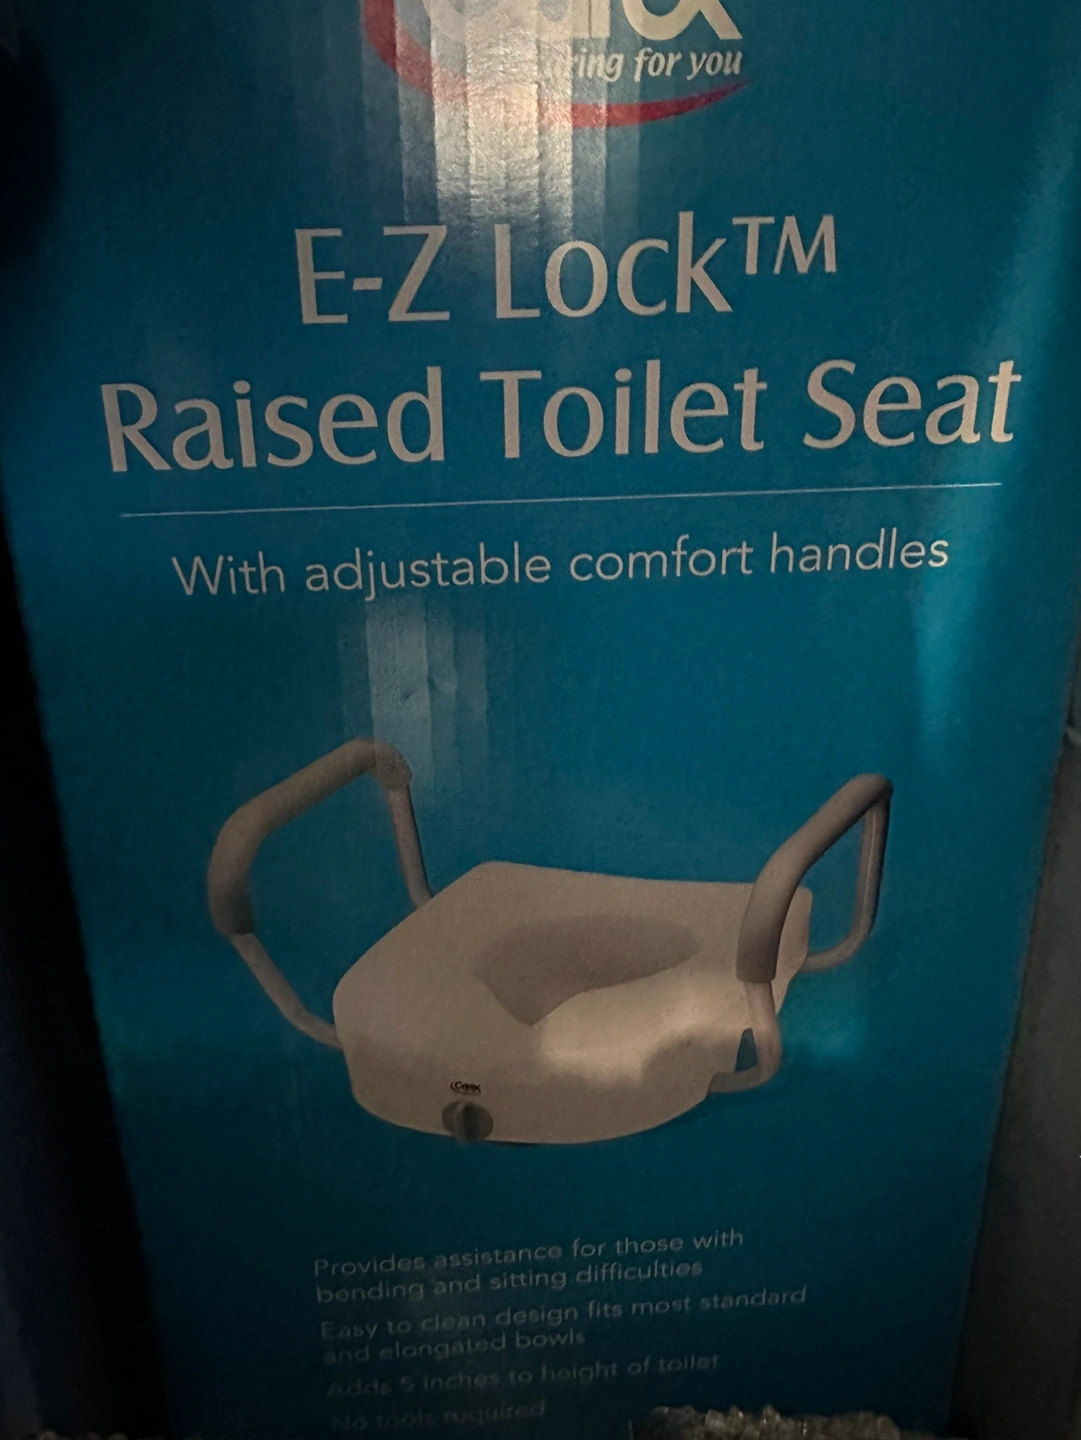 for you
E-Z Lock™
Raised Toilet Seat
With adjustable comfort handles
Carex
Provides assistance for those with
bending and sitting difficulties
Easy to clean design fits most standard
and elongated bowls
Adds 5 inches to height of toilet
No tools required